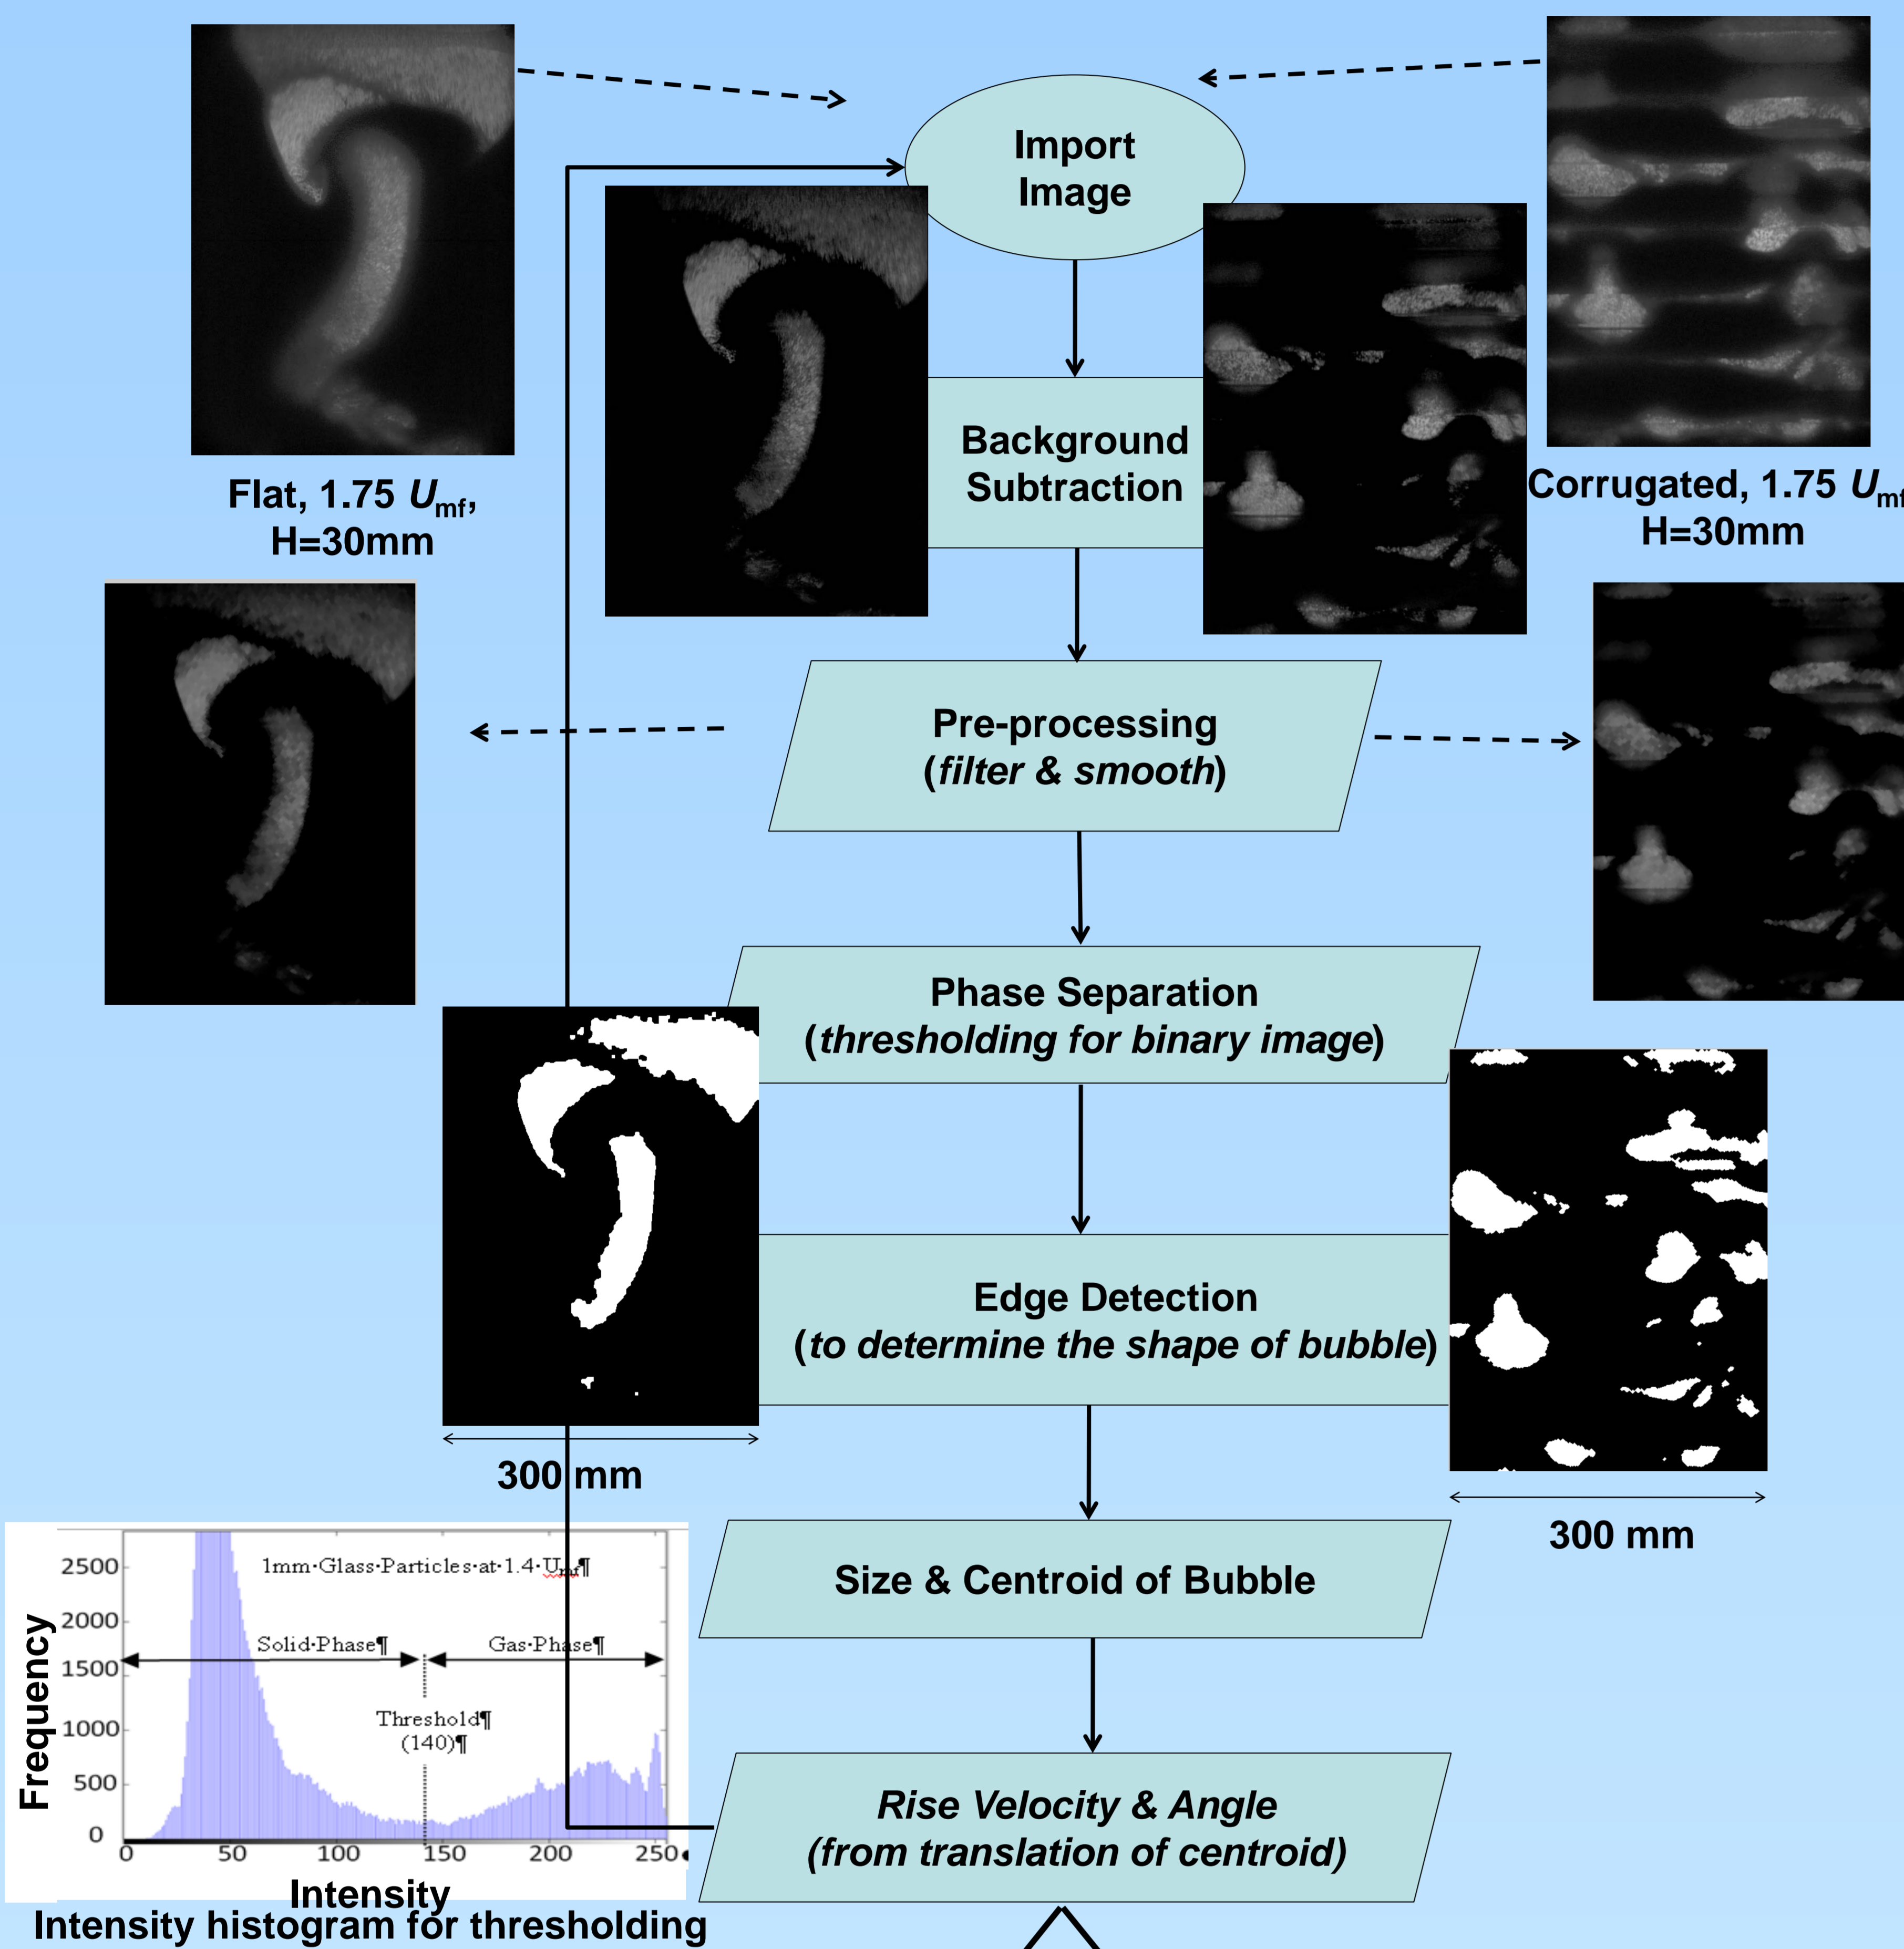 Import
Image
Background
Subtraction
Flat, 1.75 Umf,
H=30mm
Corrugated, 1.75 Umf
H=30mm
Pre-processing
(filter & smooth)
Phase Separation
(thresholding for binary image)
Edge Detection
(to determine the shape of bubble)
300 mm
300 mm
Size & Centroid of Bubble
Rise Velocity & Angle
(from translation of centroid)
1mm·Glass·Particles·at·1.4·Umf¶
Solid·Phase¶
Gas·Phase¶
Threshold¶
(140)¶
Frequency
2500
2000
1500
1000
500
0
0 50 100 150 200 250
Intensity
Intensity histogram for thresholding